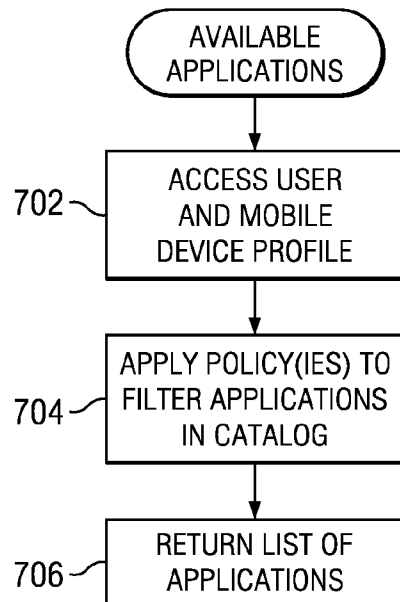 AVAILABLE
APPLICATIONS
702
ACCESS USER
AND MOBILE
DEVICE PROFILE
704
APPLY POLICY(IES) TO
FILTER APPLICATIONS
IN CATALOG
706
RETURN LIST OF
APPLICATIONS